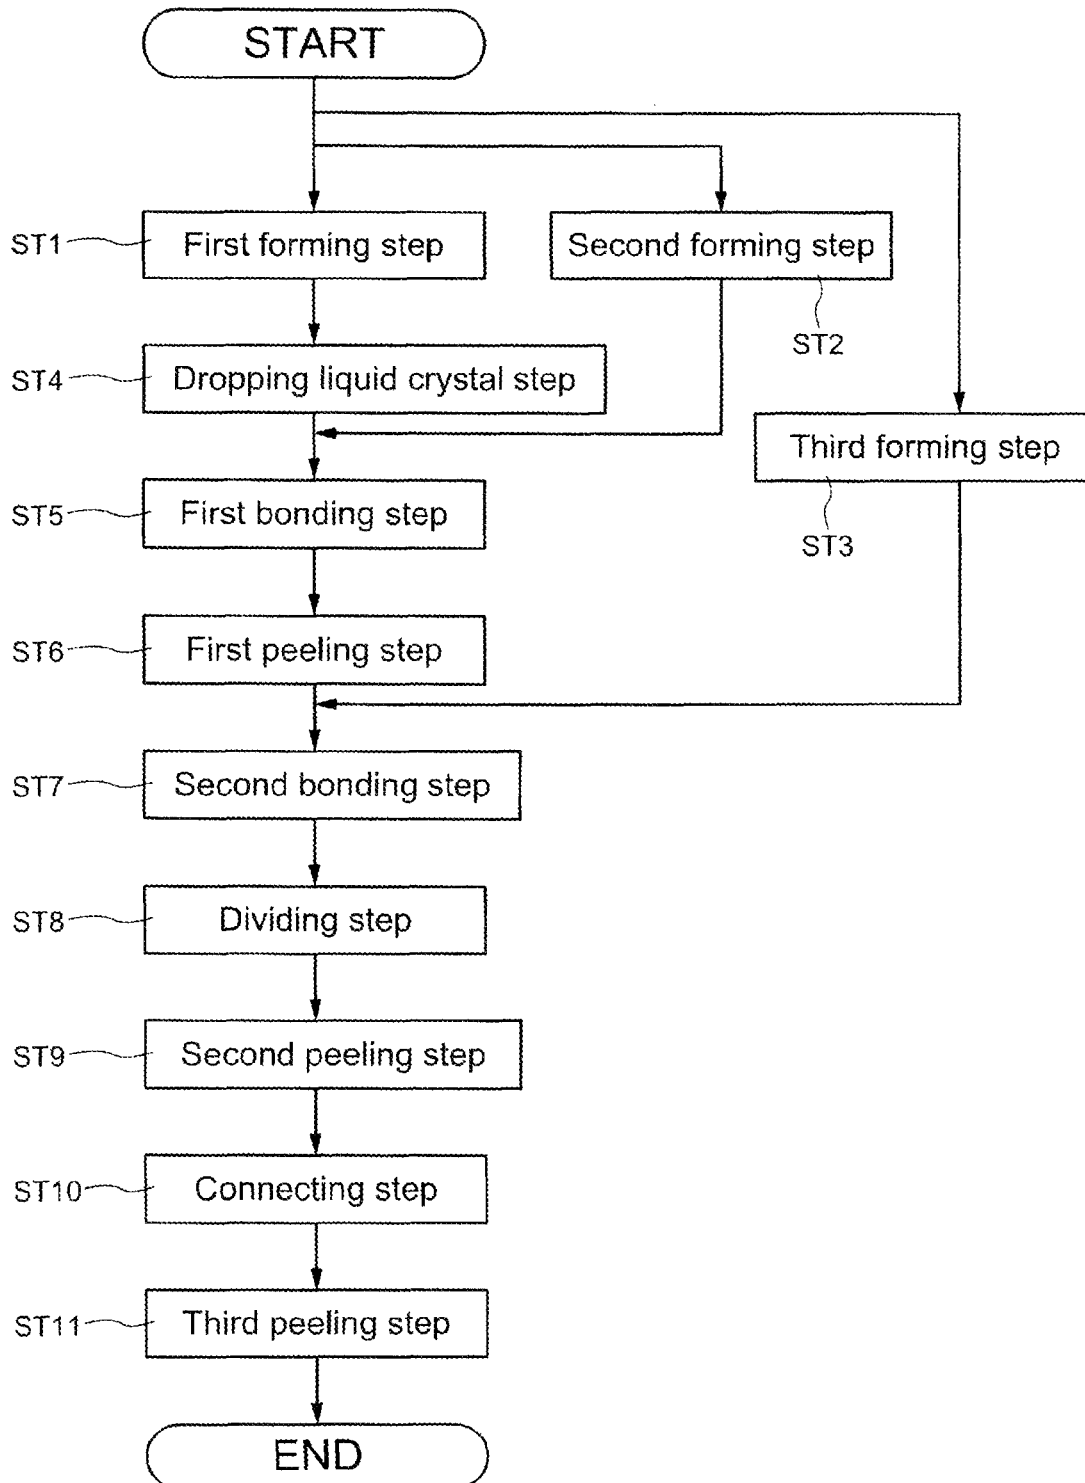 START
ST1 First forming step
Second forming step
ST2
ST4 Dropping liquid crystal step
Third forming step
ST3
ST5 First bonding step
ST6 First peeling step
ST7 Second bonding step
ST8 Dividing step
ST9 Second peeling step
ST10 Connecting step
ST11 Third peeling step
END